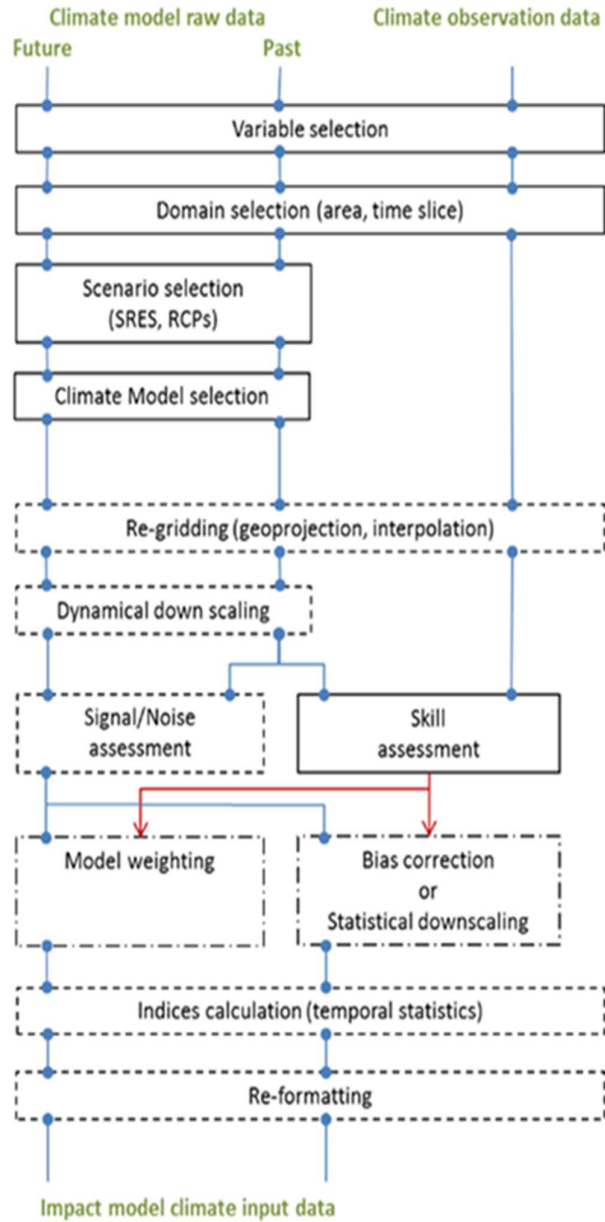 Climate model raw data
Climate observation data
Future
Past
Variable selection
Domain selection (area, time slice)
Scenario selection
(SRES, RCPs)
Climate Model selection
Re-gridding (geoprojection, interpolation)
Dynamical down scaling
Signal/Noise
assessment
Skill
assessment
Model weighting
Bias correction
or
Statistical downscaling
Indices calculation (temporal statistics)
Re-formatting
Impact model climate input data